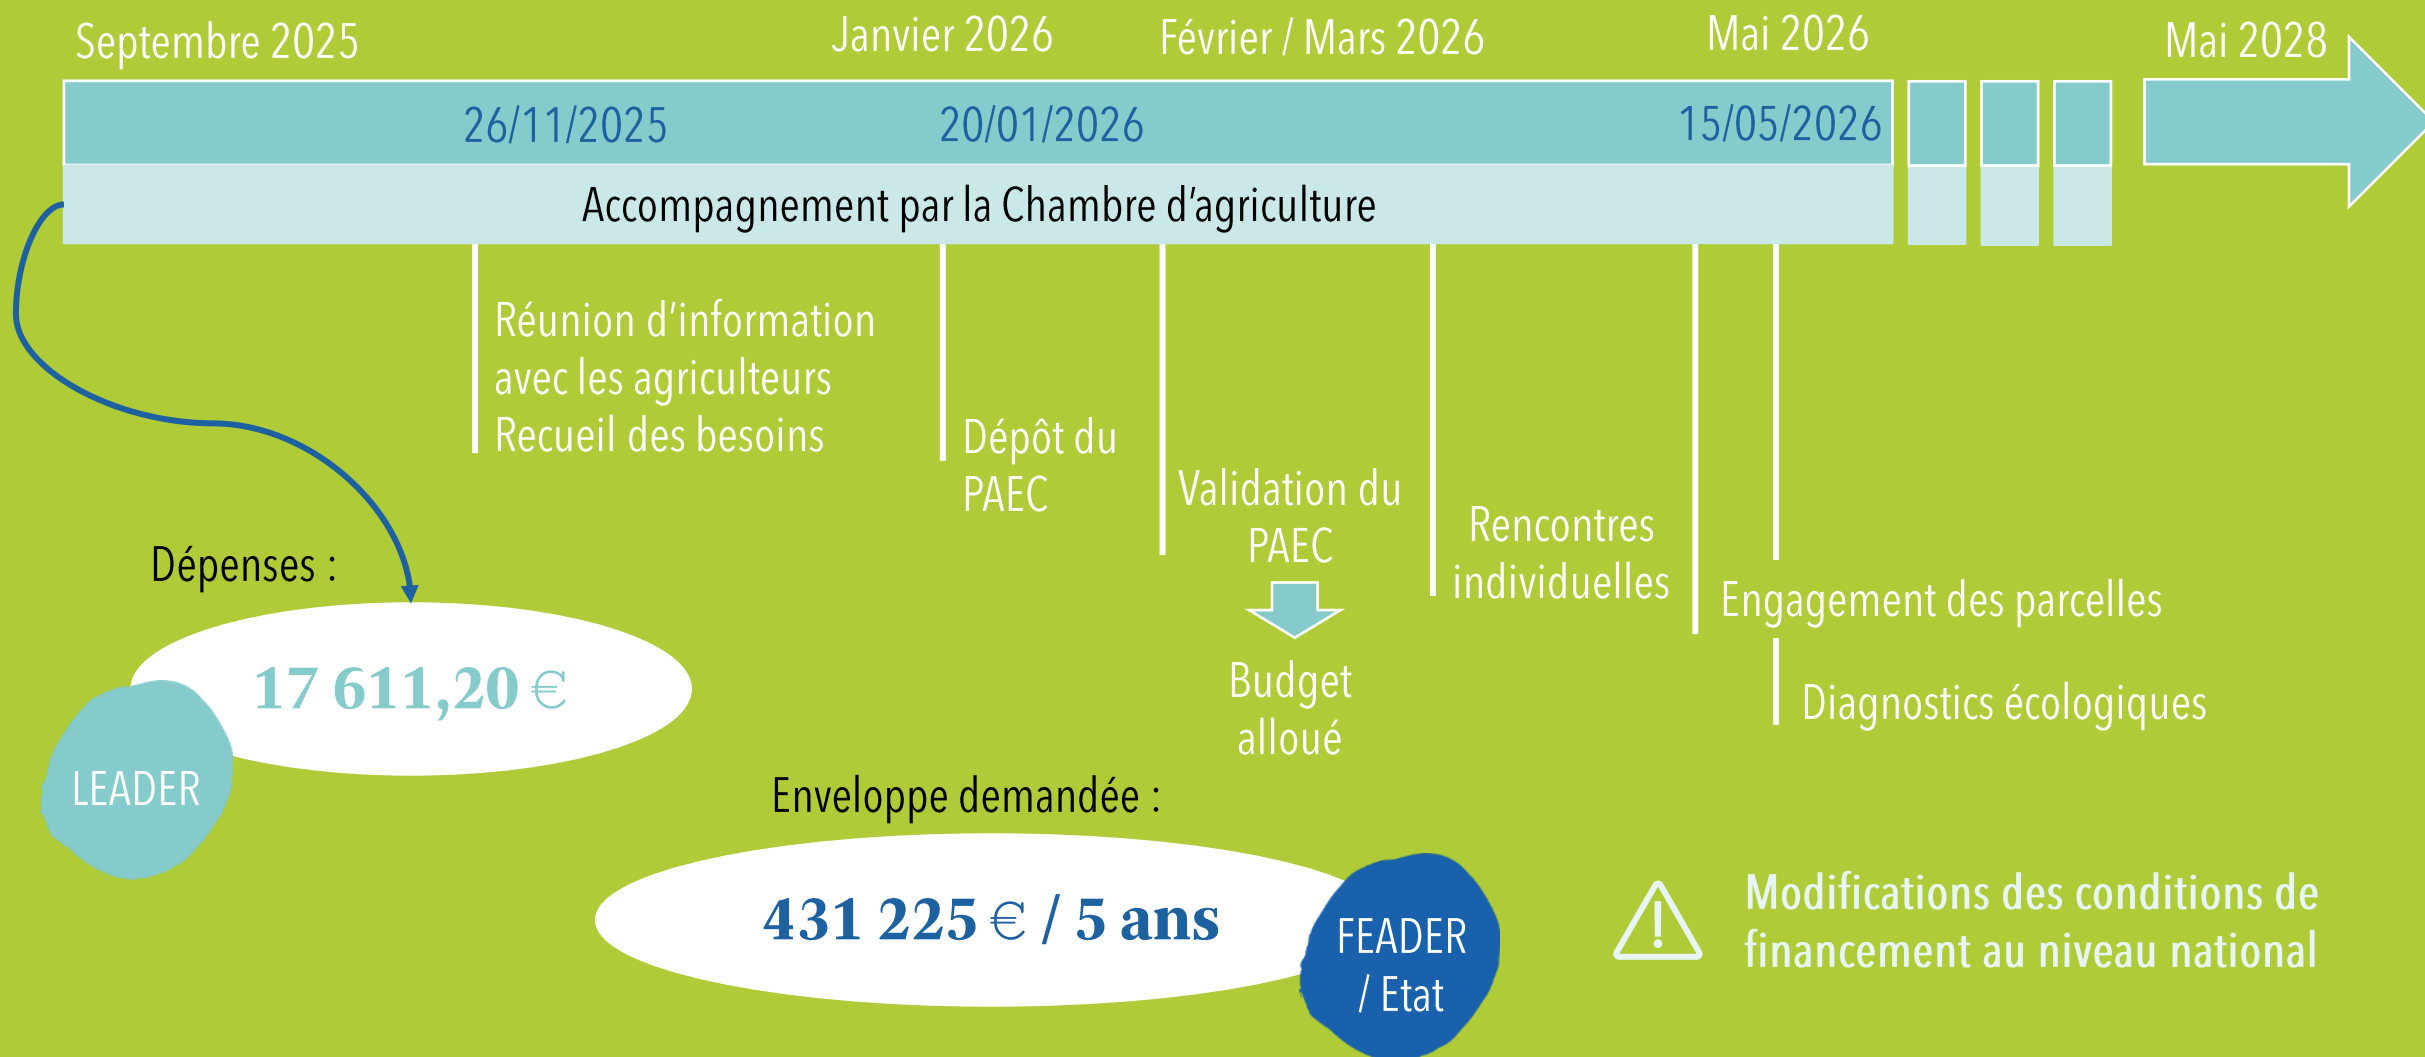 Septembre 2025
Janvier 2026
Février / Mars 2026
Mai 2026
Mai 2028
26/11/2025
20/01/2026
15/05/2026
Accompagnement par la Chambre d’agriculture
Réunion d’information
avec les agriculteurs
Recueil des besoins
Dépôt du
PAEC
Validation du
PAEC
Budget
alloué
Rencontres
individuelles
Engagement des parcelles
Diagnostics écologiques
Dépenses :
17 611,20 €
LEADER
Enveloppe demandée :
431 225 € / 5 ans
FEADER
/ Etat
Modifications des conditions de
financement au niveau national